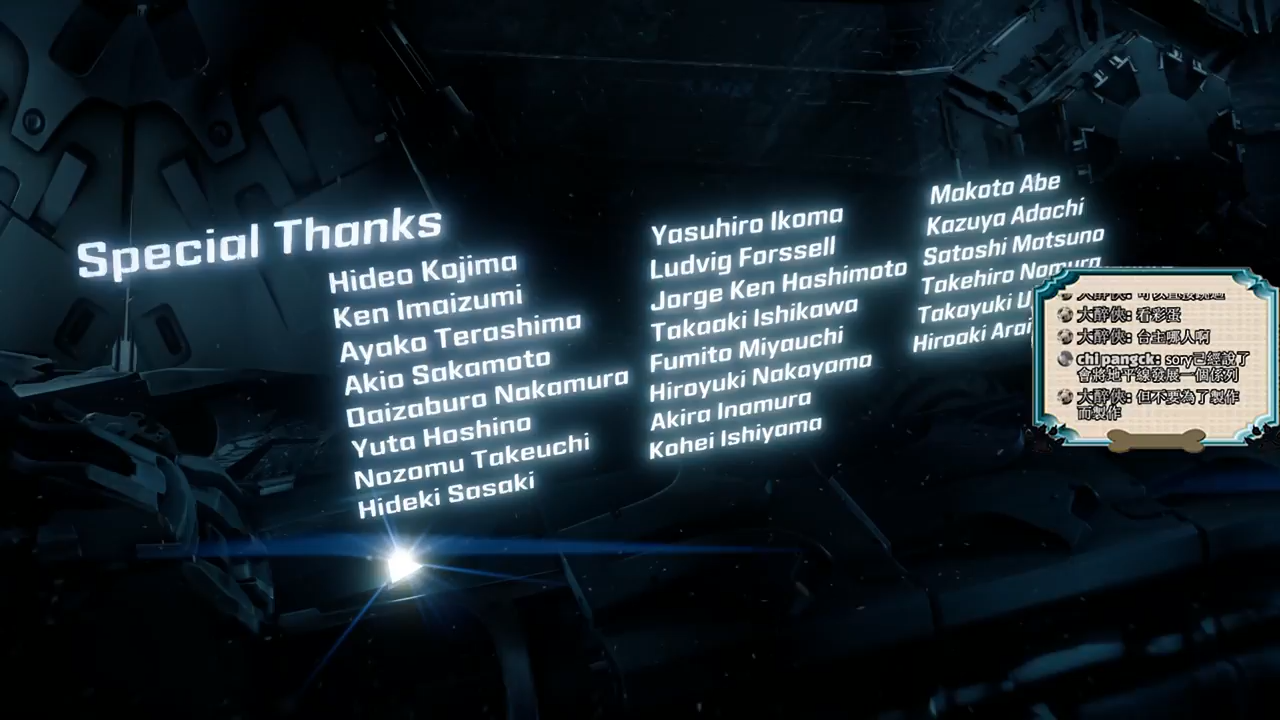 Special Thanks
Hideo Kojima
Ken Imaizumi
Ayako Terashima
Akio Sakamoto
Daizaburo Nakamura
Yuta Hoshino
Nozomu Takeuchi
Hideki Sasaki
Yasuhiro Ikoma
Ludvig Forssell
Jorge Ken Hashimoto
Takaaki Ishikawa
Fumito Miyauchi
Hiroyuki Nakayama
Akira Inamura
Kohei Ishiyama
Makoto Abe
Kazuya Adachi
Satoshi Matsuno
Takehiro Nomura
Takayuki
Hiroaki Arai
大醉俠: 看彩蛋
大醉俠: 台主哪人啊
chi pangck: sory已經說了
會將地平線發展一個係列
大醉俠: 但不要為了製作
而製作